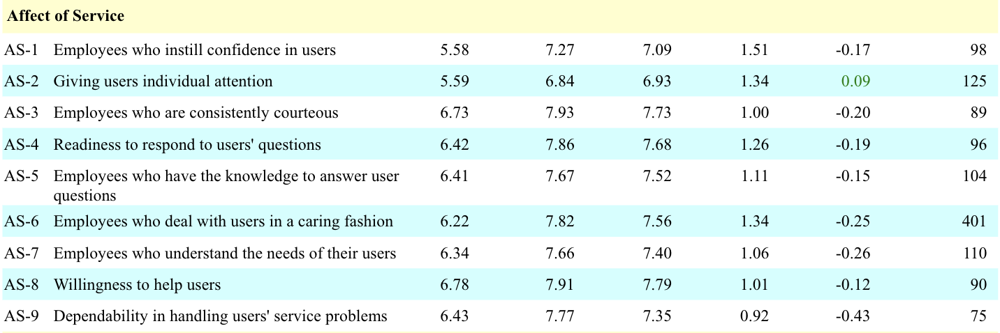 Affect of Service
AS-1 Employees who instill confidence in users 5.58 7.27 7.09 1.51 -0.17 98
AS-2 Giving users individual attention 5.59 6.84 6.93 1.34 0.09 125
AS-3 Employees who are consistently courteous 6.73 7.93 7.73 1.00 -0.20 89
AS-4 Readiness to respond to users' questions 6.42 7.86 7.68 1.26 -0.19 96
AS-5 Employees who have the knowledge to answer user 6.41 7.67 7.52 1.11 -0.15 104
questions
AS-6 Employees who deal with users in a caring fashion 6.22 7.82 7.56 1.34 -0.25 401
AS-7 Employees who understand the needs of their users 6.34 7.66 7.40 1.06 -0.26 110
AS-8 Willingness to help users 6.78 7.91 7.79 1.01 -0.12 90
AS-9 Dependability in handling users' service problems 6.43 7.77 7.35 0.92 -0.43 75